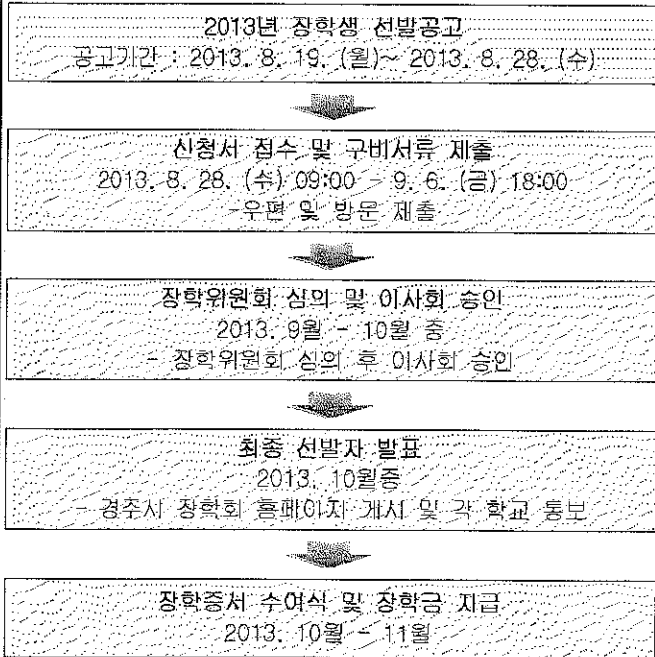 2013년 장학생 선발공고
공고기간 : 2013. 8. 19. (월)~ 2013. 8. 28. (수)
신청서 접수 및 구비서류 제출
2013. 8. 28. (수) 09:00 - 9. 6. (금) 18:00
-우편 및 방문 제출
장학위원회 심의 및 이사회 승인
2013. 9월 - 10월 중
- 장학위원회 심의 후 이사회 승인
최종 선발자 발표
2013. 10월중
- 경주시 장학회 홈페이지 게시 및 각 학교 통보
장학증서 수여식 및 장학금 지급
2013. 10월 - 11월